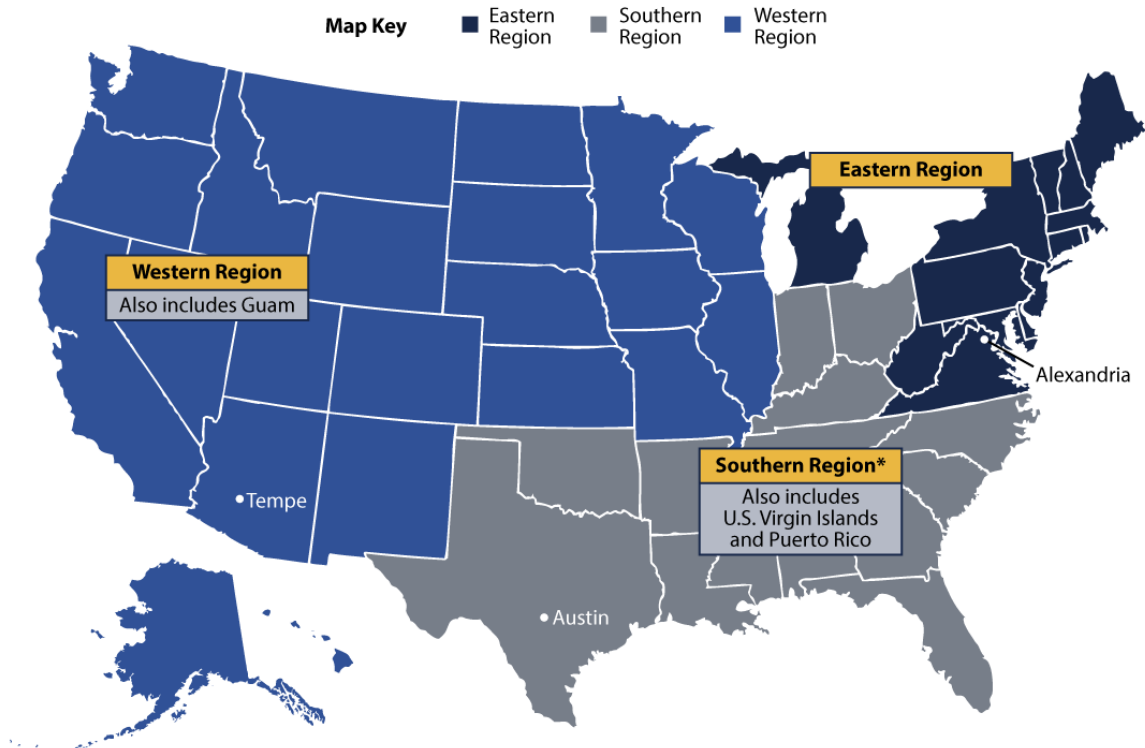 Map Key
Eastern
Region
Southern
Region
Western
Region
Eastern Region
Western Region
Also includes Guam
Alexandria
Southern Region*
Also includes
U.S. Virgin Islands
and Puerto Rico
Tempe
Austin